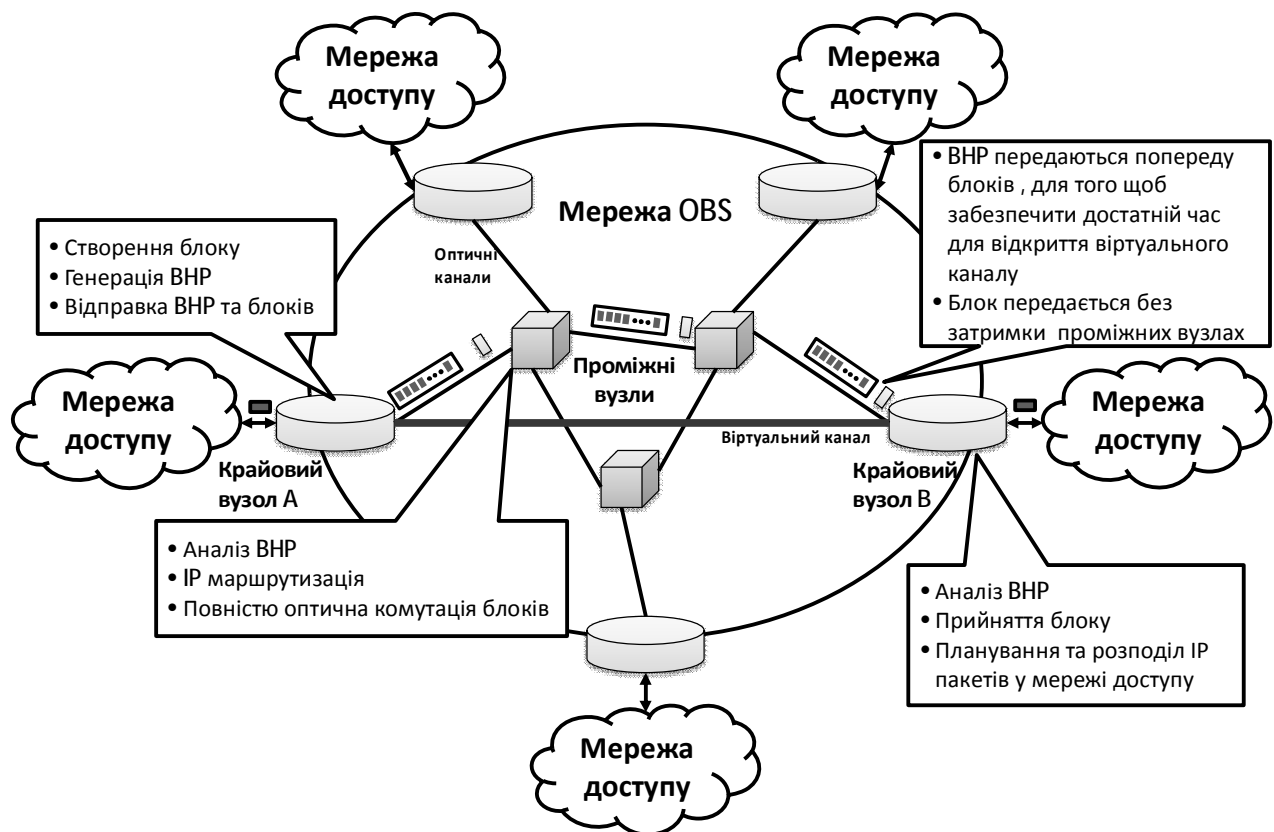 Мережа
доступу
Мережа
доступу
• ВНР передаються попереду
блоків , для того щоб
забезпечити достатній час
для відкриття віртуального
каналу
• Блок передається без
затримки проміжних вузлах
Мережа OBS
• Створення блоку
• Генерація ВНР
• Відправка ВНР та блоків
Оптичні
канали
Проміжні
вузли
Мережа
доступу
Мережа
доступу
Віртуальний канал
Крайовий
вузол А
Крайовий
вузол В
• Аналіз ВНР
• IP маршрутизація
• Повністю оптична комутація блоків
• Аналіз ВНР
• Прийняття блоку
• Планування та розподіл IP
пакетів у мережі доступу
Мережа
доступу